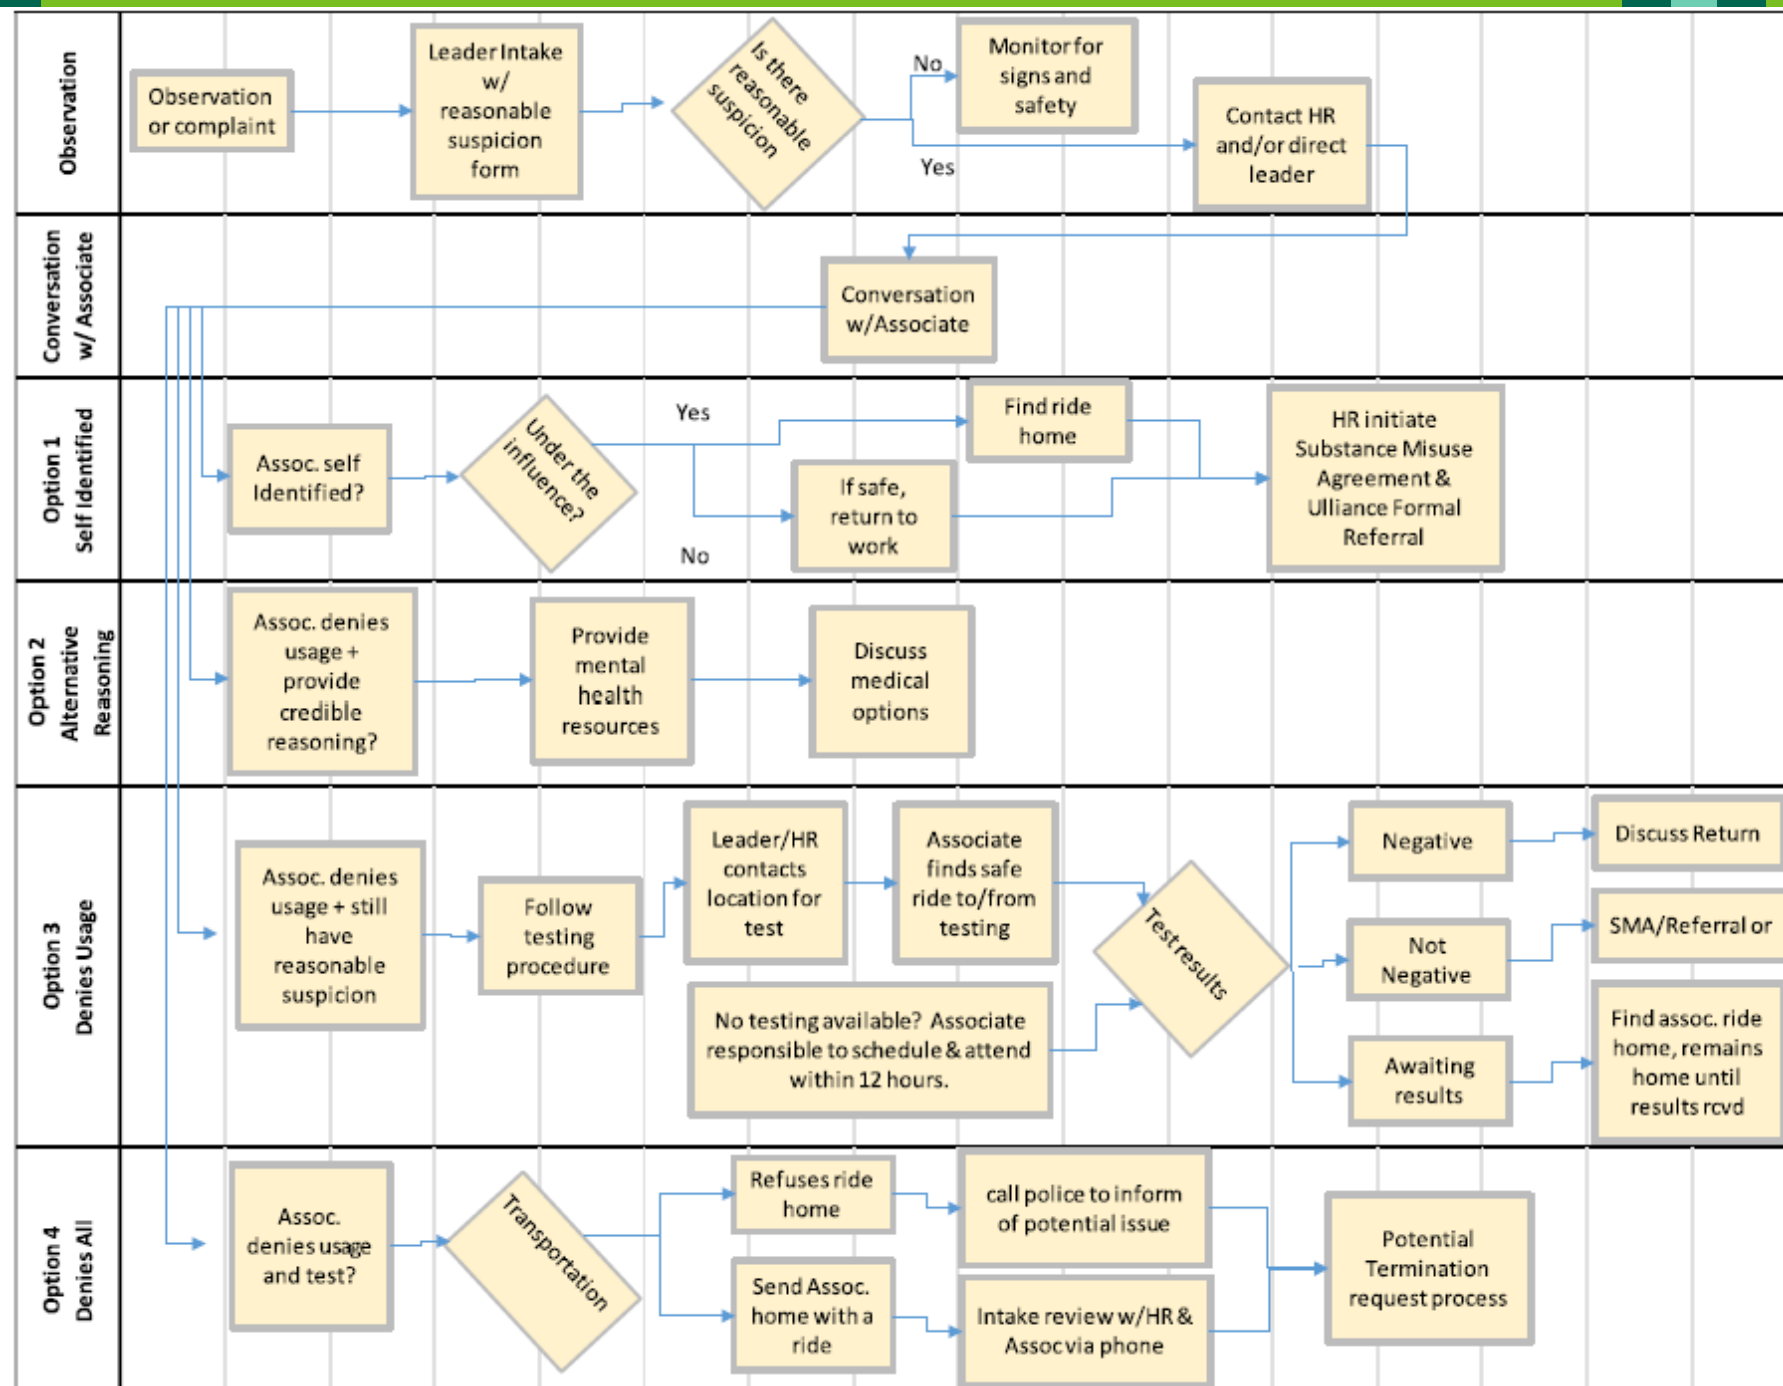 Observation
Observation
or complaint
Leader Intake
w/
reasonable
suspicion
form
Is there
reasonable
suspicion
No
Yes
Monitor for
signs and
safety
Contact HR
and/or direct
leader
Conversation
w/ Associate
Conversation
w/Associate
Option 1
Self Identified
Assoc. self
Identified?
Under the
influence?
Yes
No
Find ride
home
If safe,
return to
work
HR initiate
Substance Misuse
Agreement &
Ulliance Formal
Referral
Option 2
Alternative
Reasoning
Assoc. denies
usage +
provide
credible
reasoning?
Provide
mental
health
resources
Discuss
medical
options
Option 3
Denies Usage
Assoc. denies
usage + still
have
reasonable
suspicion
Follow
testing
procedure
Leader/HR
contacts
location for
test
Associate
finds safe
ride to/from
testing
No testing available? Associate
responsible to schedule & attend
within 12 hours.
Test results
Negative
Discuss Return
Not
Negative
SMA/Referral or
Awaiting
results
Find assoc. ride
home, remains
home until
results rcvd
Option 4
Denies All
Assoc.
denies usage
and test?
Transportation
Refuses ride
home
call police to inform
of potential issue
Send Assoc.
home with a
ride
Intake review w/HR &
Assoc via phone
Potential
Termination
request process